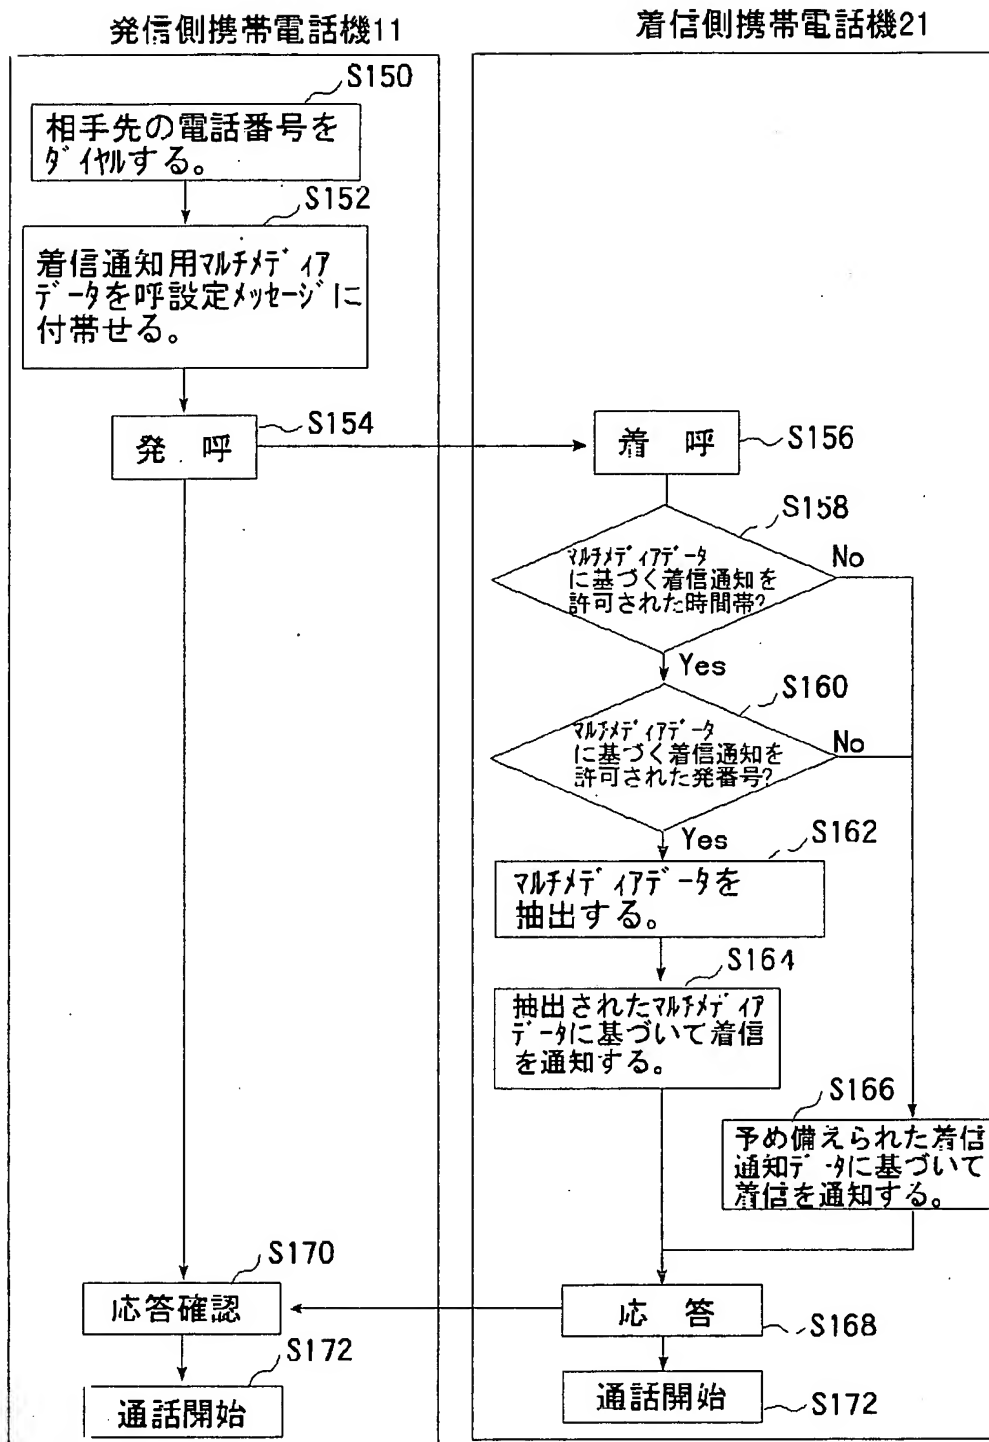 発信側携帯電話機11
着信側携帯電話機21
S150
相手先の電話番号を
ダイヤルする。
S152
着信通知用マルチメディア
データを呼設定メッセージに
付帯せる。
S154
発 呼
S156
着 呼
S158
マルチメディアデータ
に基づく着信通知を
許可された時間帯?
No
Yes
S160
マルチメディアデータ
に基づく着信通知を
許可された発番号?
No
Yes
S162
マルチメディアデータを
抽出する。
S164
抽出されたマルチメディア
データに基づいて着信
を通知する。
S166
予め備えられた着信
通知データに基づいて
着信を通知する。
S170
応答確認
応 答
S168
S172
通話開始
通話開始
S172